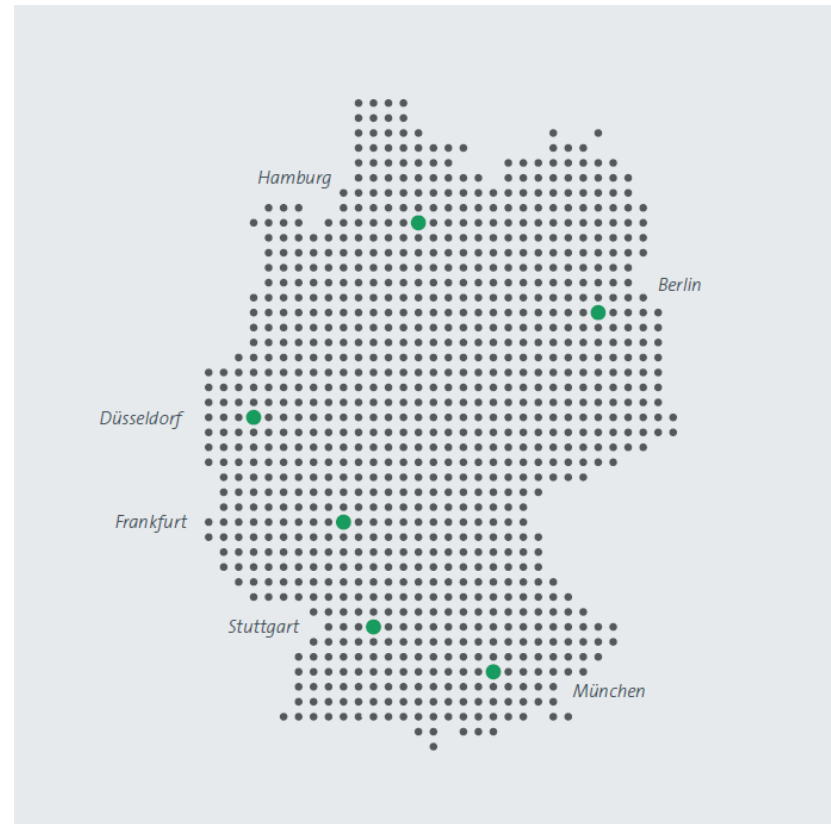 Hamburg
Berlin
Düsseldorf
Frankfurt
Stuttgart
München